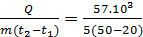 Q/m(t₂−t₁) = 57.10³/5(50−20)